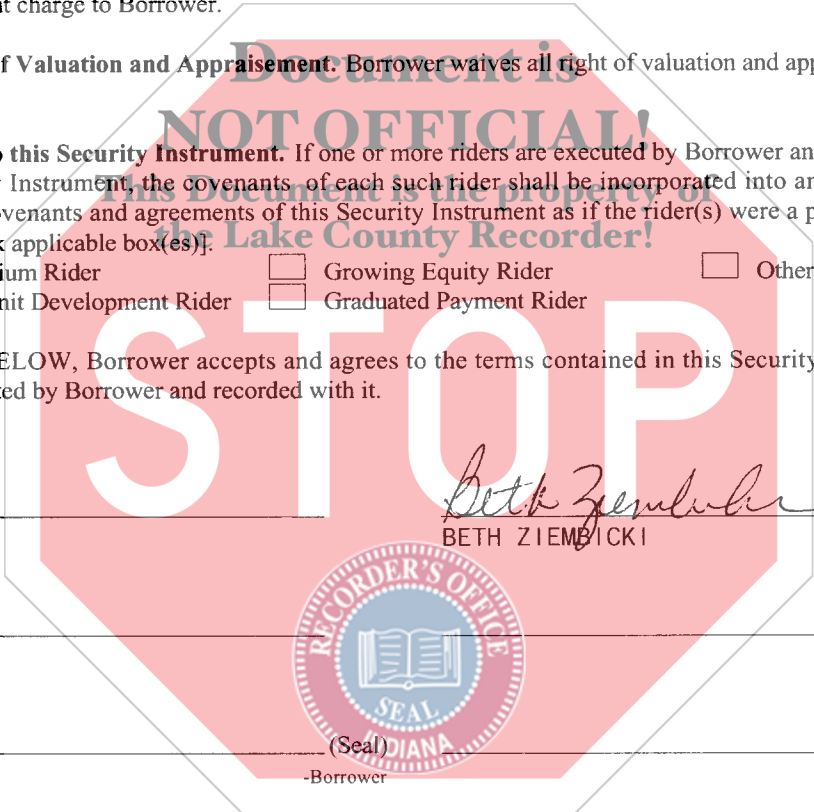 t charge to Borrower.
f Valuation and Appraisement. Borrower waives all right of valuation and app
Document is
NOT OFFICIAL!
This Document is the property of
the Lake County Recorder!
this Security Instrument. If one or more riders are executed by Borrower an
Instrument, the covenants of each such rider shall be incorporated into an
venants and agreements of this Security Instrument as if the rider(s) were a p
applicable box(es)].
ium Rider Growing Equity Rider Other
nit Development Rider Graduated Payment Rider
ELOW, Borrower accepts and agrees to the terms contained in this Security
ed by Borrower and recorded with it.
STOP
Beth Ziembicki
BETH ZIEMBICKI
RECORDER'S OFFICE
SEAL
INDIANA
(Seal)
-Borrower